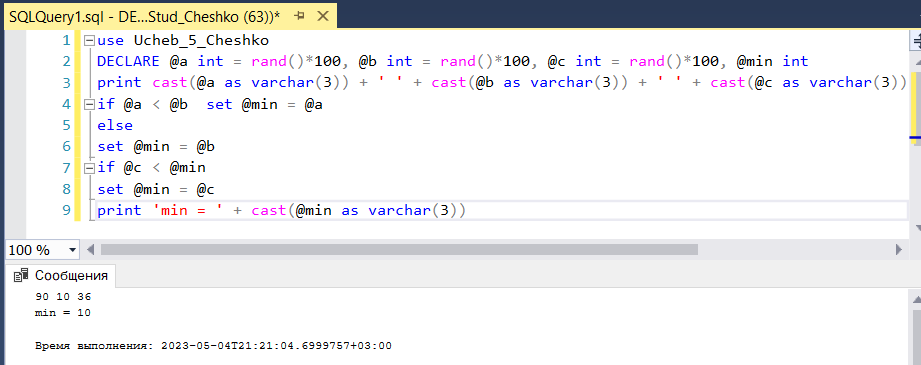 SQLQuery1.sql - DE...Stud_Cheshko (63))*
1 use Ucheb_5_Cheshko
2 DECLARE @a int = rand()*100, @b int = rand()*100, @c int = rand()*100, @min int
3 print cast(@a as varchar(3)) + ' ' + cast(@b as varchar(3)) + ' ' + cast(@c as varchar(3))
4 if @a < @b  set @min = @a
5 else
6 set @min = @b
7 if @c < @min
8 set @min = @c
9 print 'min = ' + cast(@min as varchar(3))
100 %
Сообщения
90 10 36
min = 10
Время выполнения: 2023-05-04T21:21:04.6999757+03:00